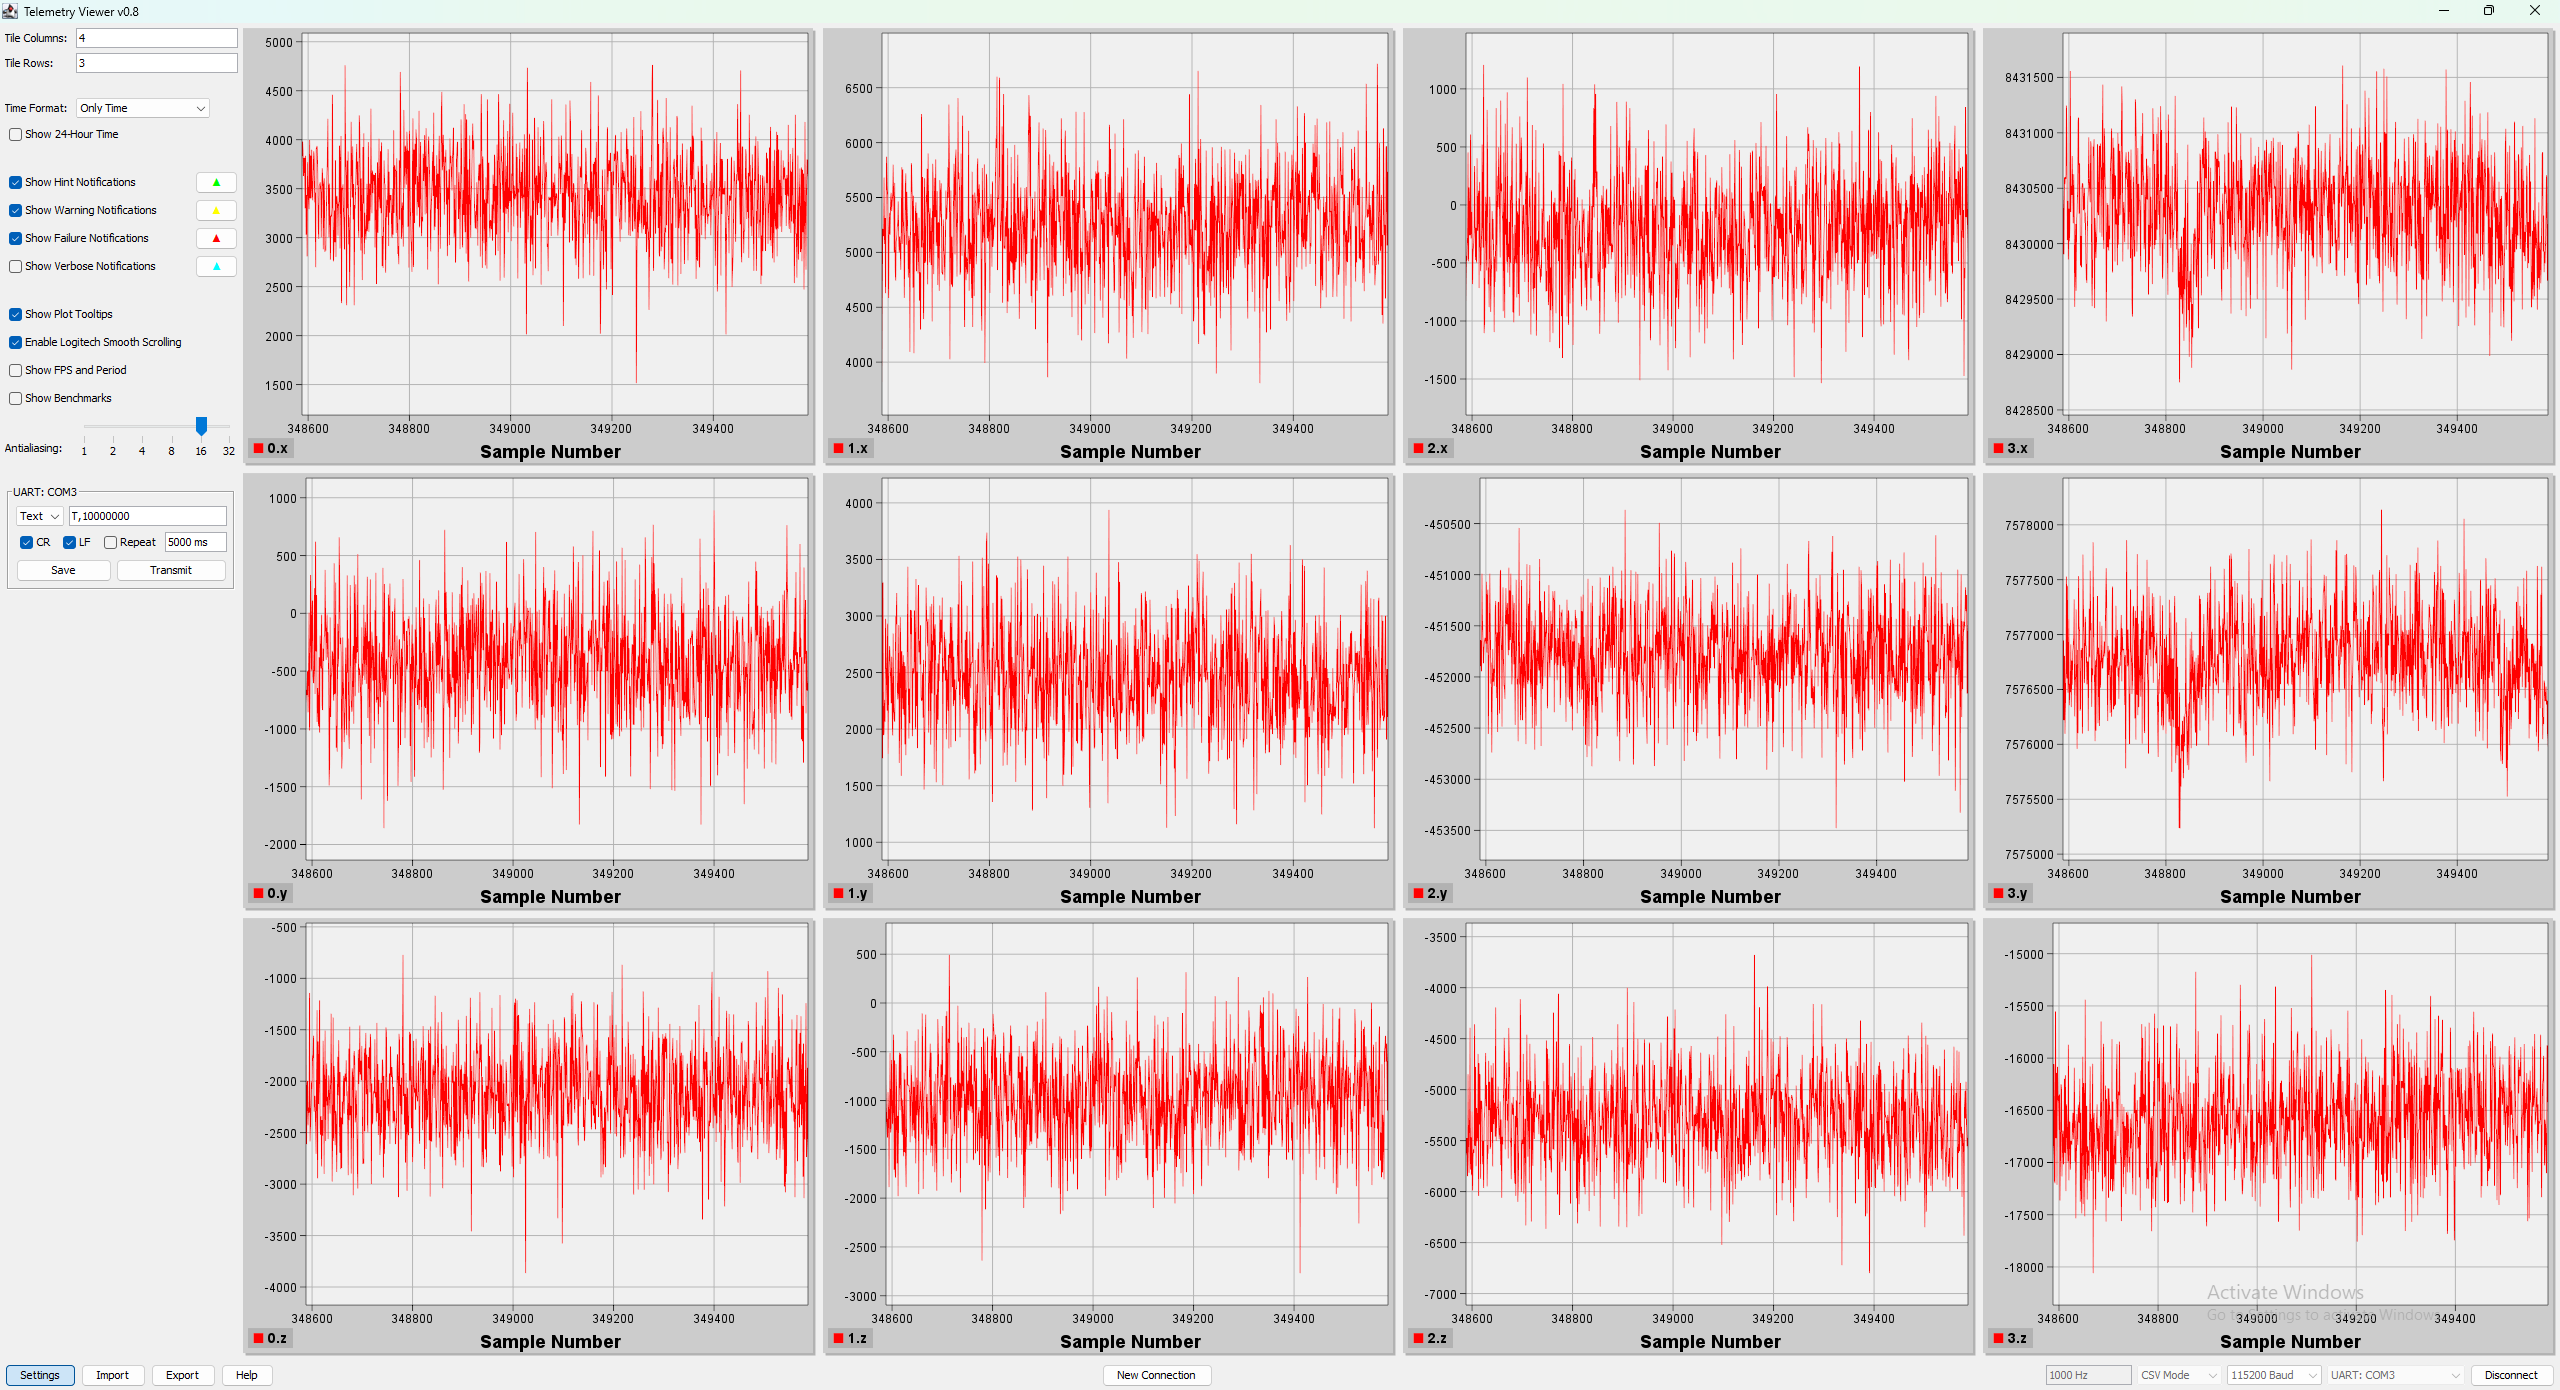 Telemetry Viewer v0.8
Tile Columns: 4
Tile Rows: 3
Time Format: Only Time
Show 24-Hour Time
Show Hint Notifications
Show Warning Notifications
Show Failure Notifications
Show Verbose Notifications
Show Plot Tooltips
Enable Logitech Smooth Scrolling
Show FPS and Period
Show Benchmarks
Antialiasing: 1 2 4 8 16 32
UART: COM3
Text T,10000000
CR LF Repeat 5000 ms
Save Transmit
5000
4500
4000
3500
3000
2500
2000
1500
348600 348800 349000 349200 349400
0.x Sample Number
6500
6000
5500
5000
4500
4000
348600 348800 349000 349200 349400
1.x Sample Number
1000
500
0
-500
-1000
-1500
348600 348800 349000 349200 349400
2.x Sample Number
8431500
8431000
8430500
8430000
8429500
8429000
8428500
348600 348800 349000 349200 349400
3.x Sample Number
1000
500
0
-500
-1000
-1500
-2000
348600 348800 349000 349200 349400
0.y Sample Number
4000
3500
3000
2500
2000
1500
1000
348600 348800 349000 349200 349400
1.y Sample Number
-450500
-451000
-451500
-452000
-452500
-453000
-453500
348600 348800 349000 349200 349400
2.y Sample Number
7578000
7577500
7577000
7576500
7576000
7575500
7575000
348600 348800 349000 349200 349400
3.y Sample Number
-500
-1000
-1500
-2000
-2500
-3000
-3500
-4000
348600 348800 349000 349200 349400
0.z Sample Number
500
0
-500
-1000
-1500
-2000
-2500
-3000
348600 348800 349000 349200 349400
1.z Sample Number
-3500
-4000
-4500
-5000
-5500
-6000
-6500
-7000
348600 348800 349000 349200 349400
2.z Sample Number
-15000
-15500
-16000
-16500
-17000
-17500
-18000
348600 348800 349000 349200 349400
3.z Sample Number
Activate Windows
Go to Settings to activate Windows.
Settings Import Export Help New Connection 1000 Hz CSV Mode 115200 Baud UART: COM3 Disconnect